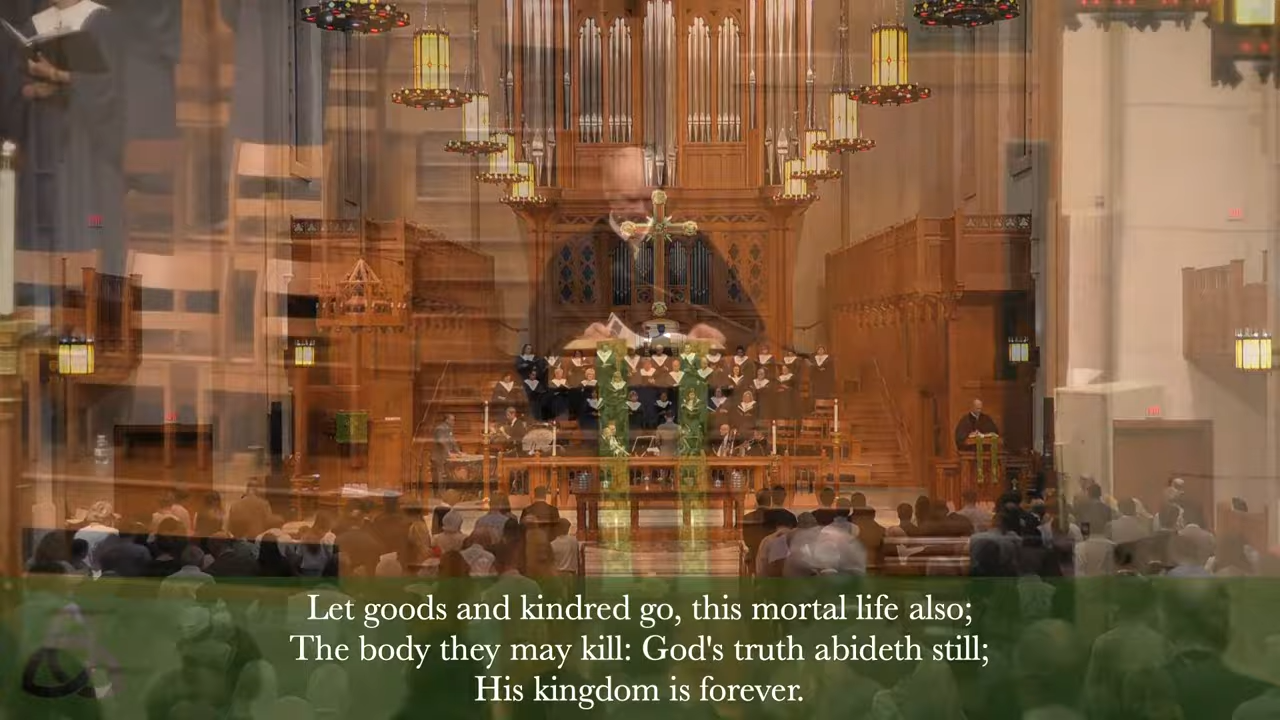 Let goods and kindred go, this mortal life also;
The body they may kill: God's truth abideth still;
His kingdom is forever.